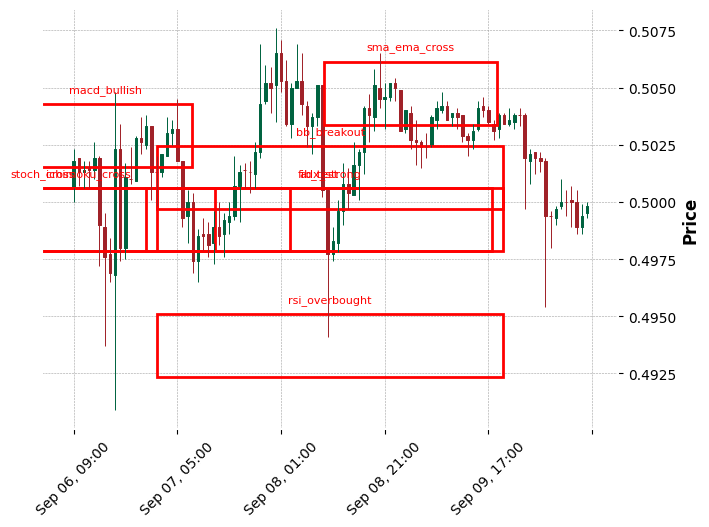 sma_ema_cross
macd_bullish
bb_breakout
0.5075
0.5050
0.5025
0.5000
0.4975
0.4950
0.4925
Price
rsi_overbought
Sep 06, 09:00
Sep 07, 05:00
Sep 08, 01:00
Sep 08, 21:00
Sep 09, 17:00